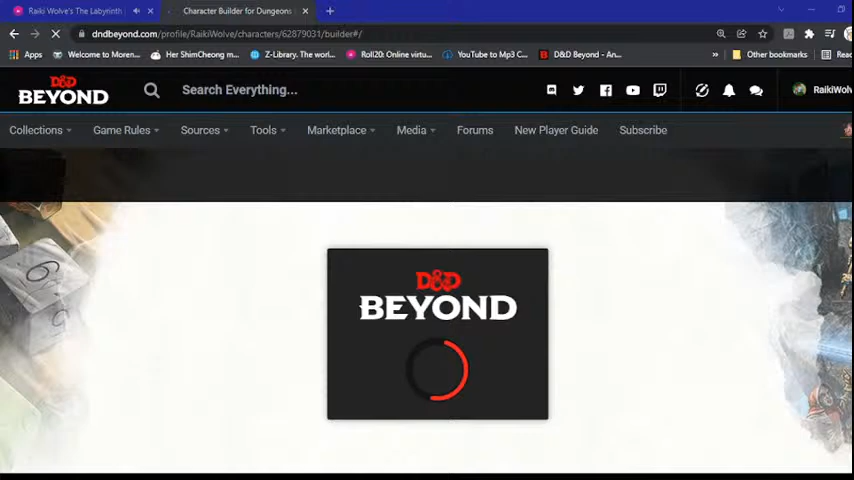 Raiki Wolve's The Labyrinth
Character Builder for Dungeons
dndbeyond.com/profile/RaikiWolve/characters/62879031/builder#/
Apps Welcome to Moren... Her ShimCheong m... Z-Library. The worl... Roll20: Online virtu... YouTube to Mp3 C... D&D Beyond - An... » Other bookmarks Reac
D&D
BEYOND
Search Everything...
RaikiWolv
Collections Game Rules Sources Tools Marketplace Media Forums New Player Guide Subscribe
D&D
BEYOND